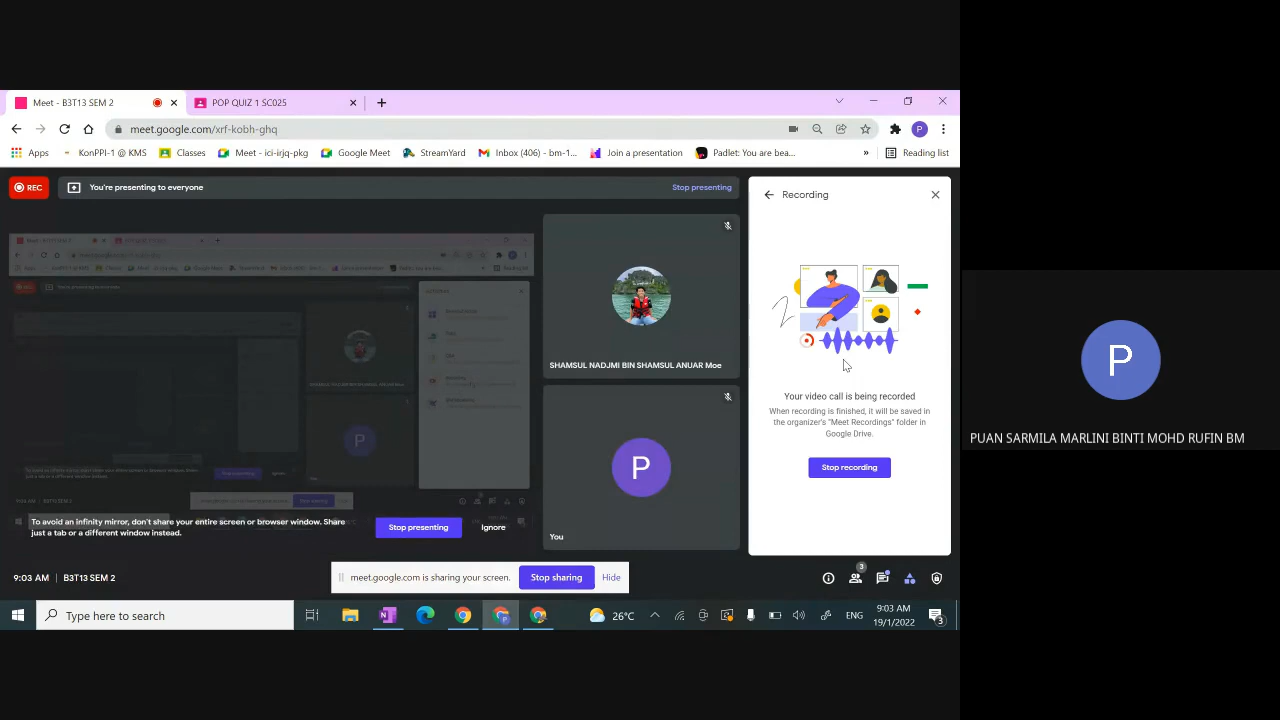 Meet - B3T13 SEM 2
POP QUIZ 1 SC025
meet.google.com/xrf-kobh-ghq
Apps
KonPPI-1 @ KMS
Classes
Meet - ici-irjq-pkg
Google Meet
StreamYard
Inbox (406) - bm-1...
Join a presentation
Padlet: You are bea...
»
Reading list
REC
You're presenting to everyone
Stop presenting
Recording
SHAMSUL NADJMI BIN SHAMSUL ANUAR Moe
P
You
Your video call is being recorded
When recording is finished, it will be saved in
the organizer's "Meet Recordings" folder in
Google Drive.
Stop recording
To avoid an infinity mirror, don't share your entire screen or browser window. Share
just a tab or a different window instead.
Stop presenting
Ignore
9:03 AM | B3T13 SEM 2
meet.google.com is sharing your screen.
Stop sharing
Hide
3
Type here to search
26°C
ENG
9:03 AM
19/1/2022
3
P
PUAN SARMILA MARLINI BINTI MOHD RUFIN BM